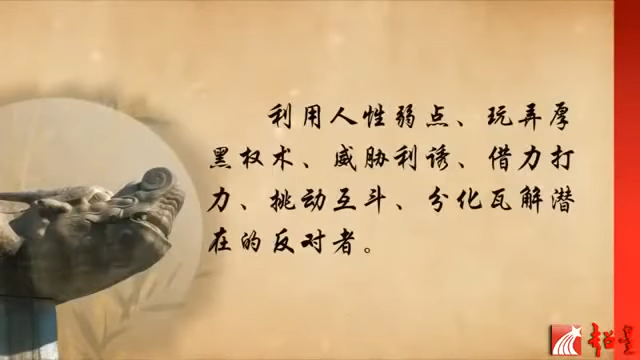 利用人性弱点、玩弄厚
黑权术、威胁利诱、借力打
力、挑动互斗、分化瓦解潜
在的反对者。